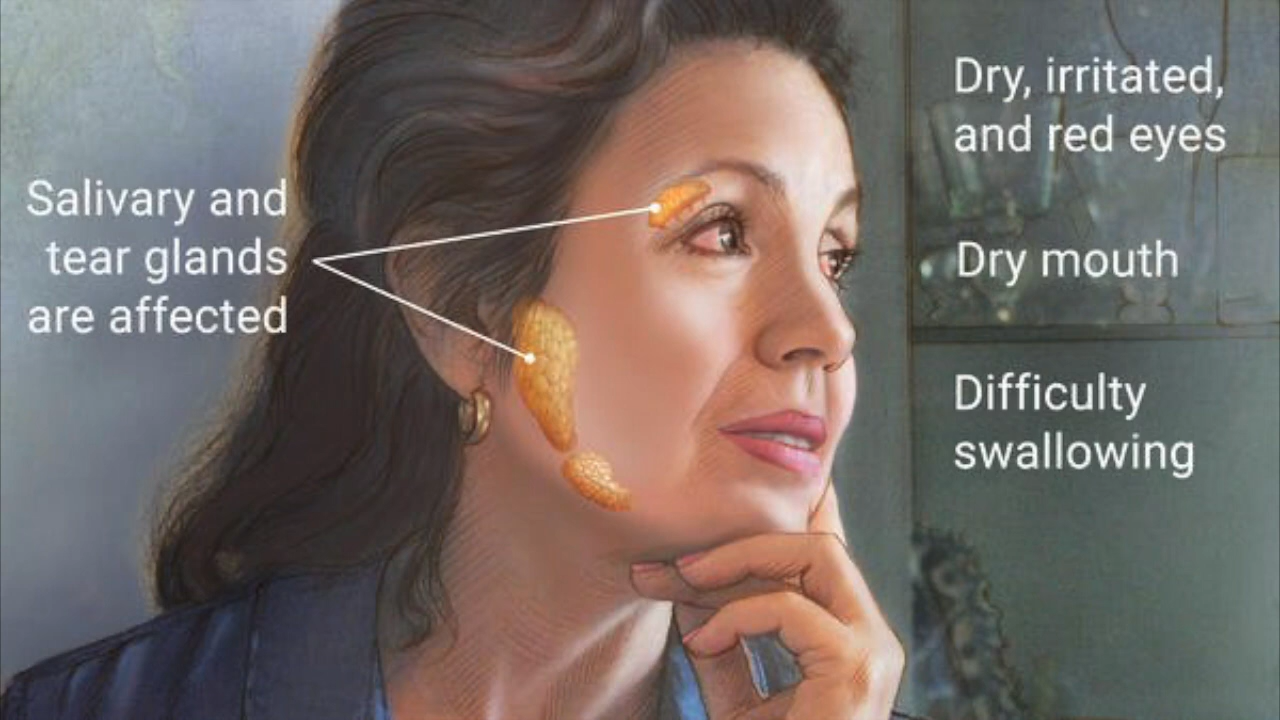 Salivary and
tear glands
are affected
Dry, irritated,
and red eyes
Dry mouth
Difficulty
swallowing